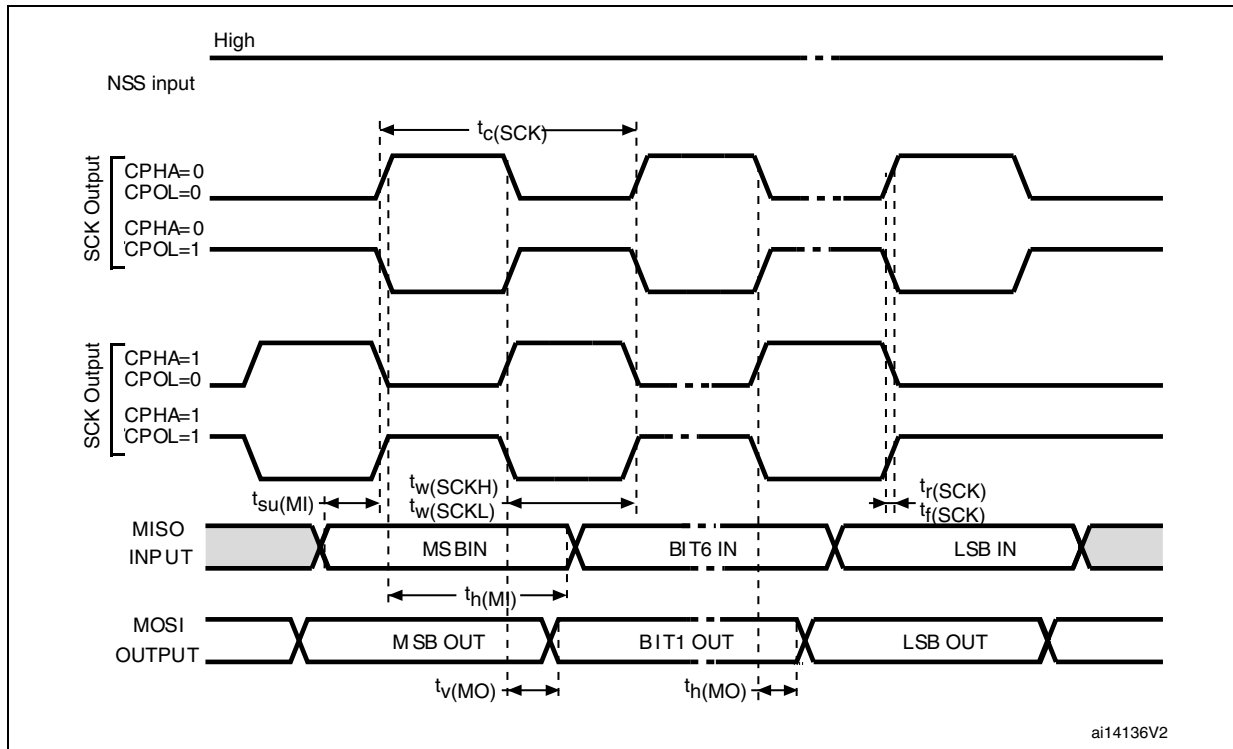 High
NSS input
tc(SCK)
SCK Output
CPHA=0
CPOL=0
CPHA=0
CPOL=1
SCK Output
CPHA=1
CPOL=0
CPHA=1
CPOL=1
tsu(MI)
tw(SCKH)
tw(SCKL)
tr(SCK)
tf(SCK)
MISO
INPUT
MSBIN
BIT6 IN
LSB IN
th(MI)
MOSI
OUTPUT
MSB OUT
BIT1 OUT
LSB OUT
tv(MO)
th(MO)
ai14136V2